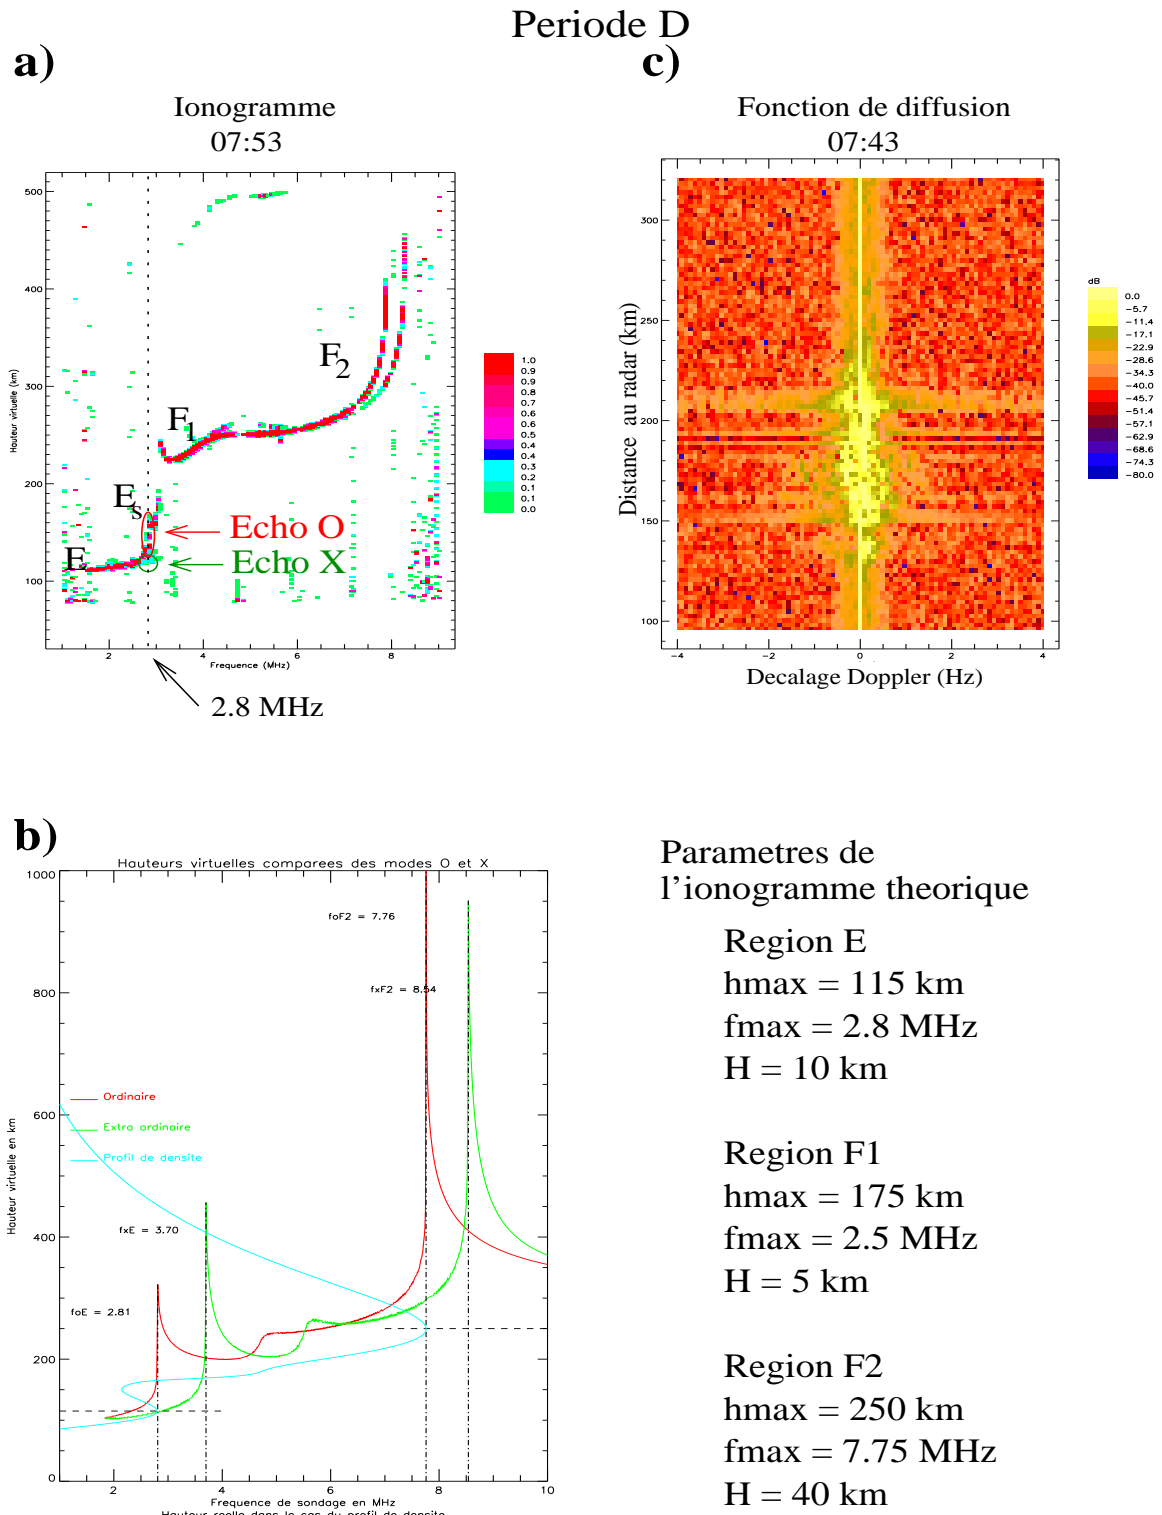 Periode D
a)
Ionogramme
07:53
500
400
300
200
100
Hauteur virtuelle (km)
2
4
6
8
Frequence (MHz)
F2
F1
Es
E
Echo O
Echo X
2.8 MHz
1.0
0.9
0.9
0.8
0.7
0.6
0.6
0.5
0.4
0.4
0.3
0.2
0.1
0.1
0.0
c)
Fonction de diffusion
07:43
300
250
200
150
100
Distance au radar (km)
-4
-2
0
2
4
Decalage Doppler (Hz)
dB
0.0
-5.7
-11.4
-17.1
-22.9
-28.6
-34.3
-40.0
-45.7
-51.4
-57.1
-62.9
-68.6
-74.3
-80.0
b)
Hauteurs virtuelles comparees des modes O et X
1000
800
600
400
200
0
Hauteur virtuelle en km
foF2 = 7.76
fxF2 = 8.54
Ordinaire
Extra ordinaire
Profil de densite
fxE = 3.70
foE = 2.81
2
4
6
8
10
Frequence de sondage en MHz
Hauteur reelle dans le cas du profil de densite
Parametres de
l'ionogramme theorique
Region E
hmax = 115 km
fmax = 2.8 MHz
H = 10 km
Region F1
hmax = 175 km
fmax = 2.5 MHz
H = 5 km
Region F2
hmax = 250 km
fmax = 7.75 MHz
H = 40 km